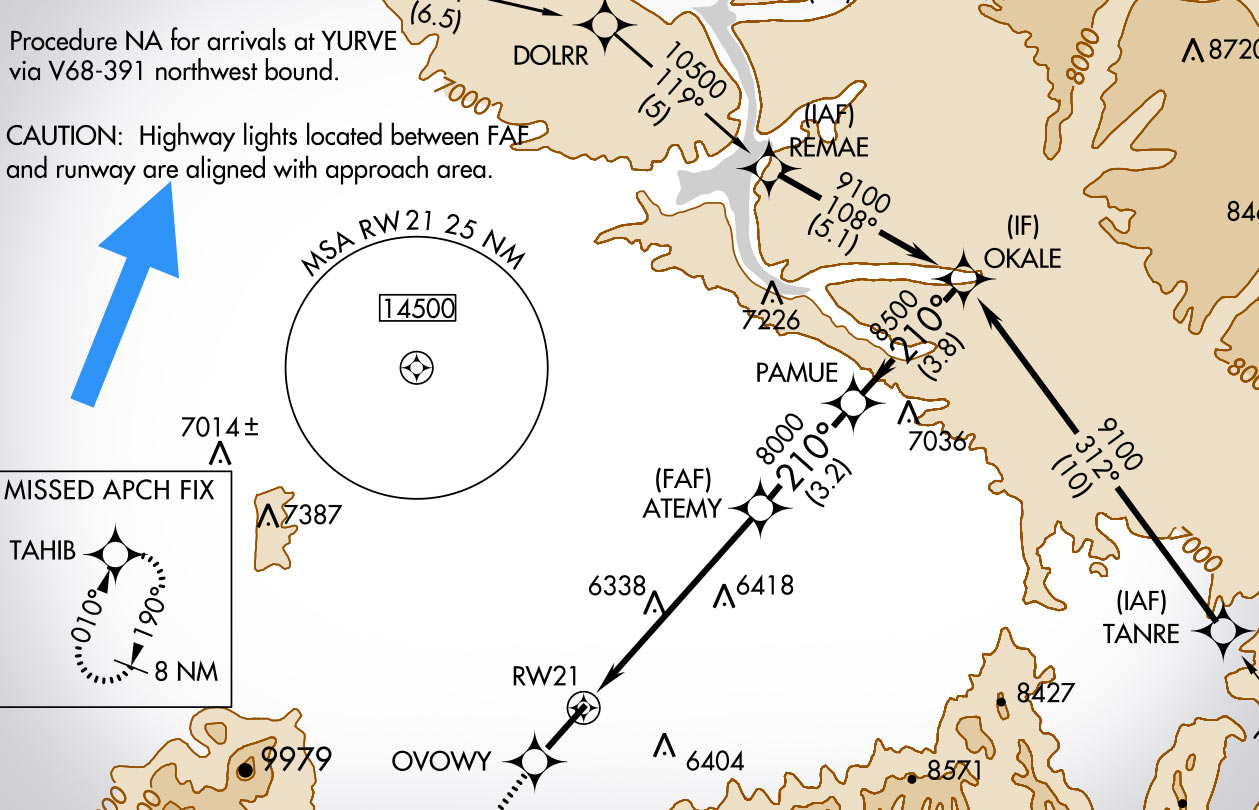 (6.5)
DOLRR
Procedure NA for arrivals at YURVE
via V68-391 northwest bound.
10500
119°
(5)
8000
8720
7000
CAUTION: Highway lights located between FAF
and runway are aligned with approach area.
(IAF)
REMAE
9100
108°
(5.1)
(IF)
OKALE
MSA RW21 25 NM
14500
7226
8500
210°
(3.8)
PAMUE
7036
8000
210°
(3.2)
9100
312°
(10)
7014±
(FAF)
ATEMY
MISSED APCH FIX
TAHIB
010°
190°
8 NM
7387
7000
6338
6418
(IAF)
TANRE
RW21
8427
9979
OVOWY
6404
8571